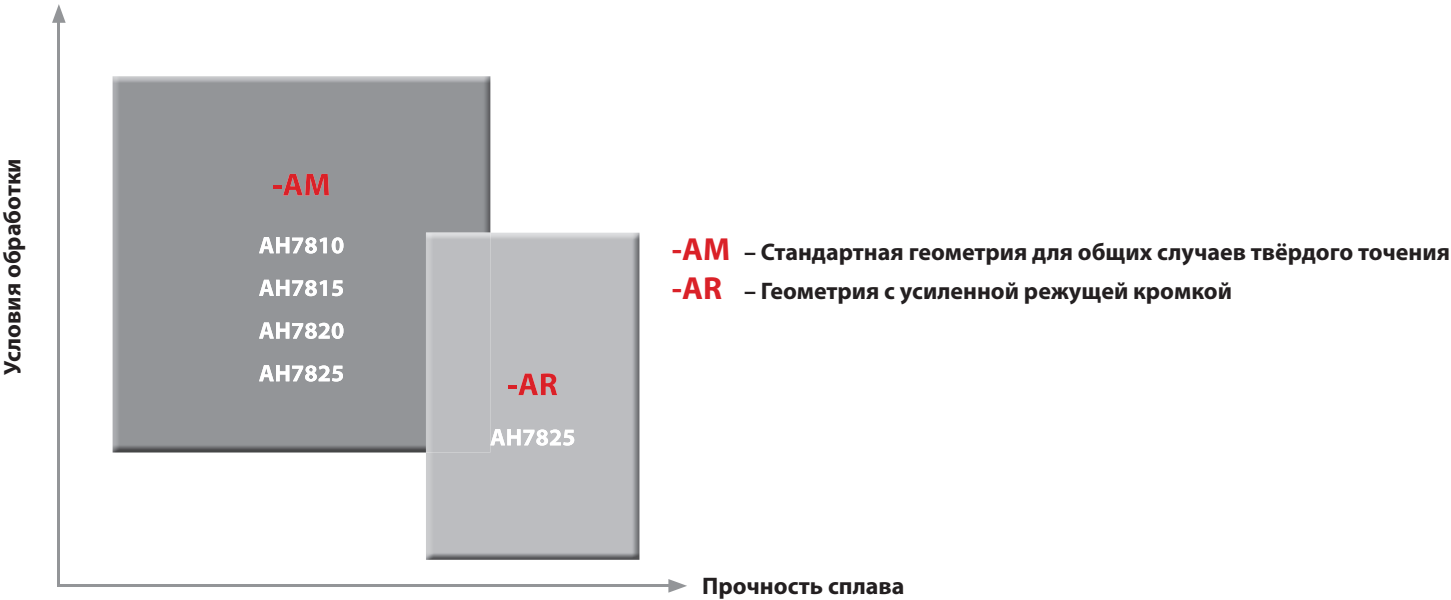 Условия обработки
-AM
AH7810
AH7815
AH7820
AH7825
-AR
AH7825
-AM – Стандартная геометрия для общих случаев твёрдого точения
-AR – Геометрия с усиленной режущей кромкой
Прочность сплава